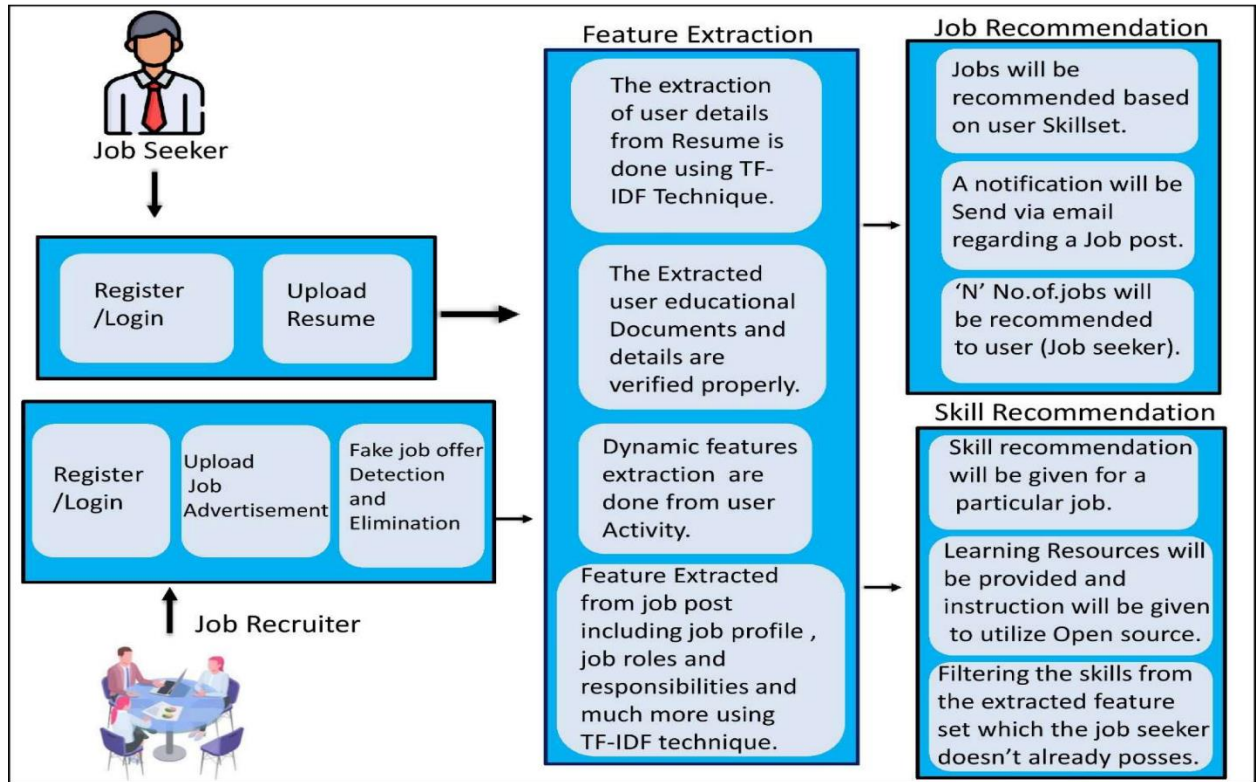 Job Seeker
Register
/Login
Upload
Resume
Register
/Login
Upload
Job
Advertisement
Fake job offer
Detection
and
Elimination
Job Recruiter
Feature Extraction
The extraction
of user details
from Resume is
done using TF-
IDF Technique.
The Extracted
user educational
Documents and
details are
verified properly.
Dynamic features
extraction are
done from user
Activity.
Feature Extracted
from job post
including job profile ,
job roles and
responsibilities and
much more using
TF-IDF technique.
Job Recommendation
Jobs will be
recommended based
on user Skillset.
A notification will be
Send via email
regarding a Job post.
‘N’ No.of.jobs will
be recommended
to user (Job seeker).
Skill Recommendation
Skill recommendation
will be given for a
particular job.
Learning Resources will
be provided and
instruction will be given
to utilize Open source.
Filtering the skills from
the extracted feature
set which the job seeker
doesn’t already posses.